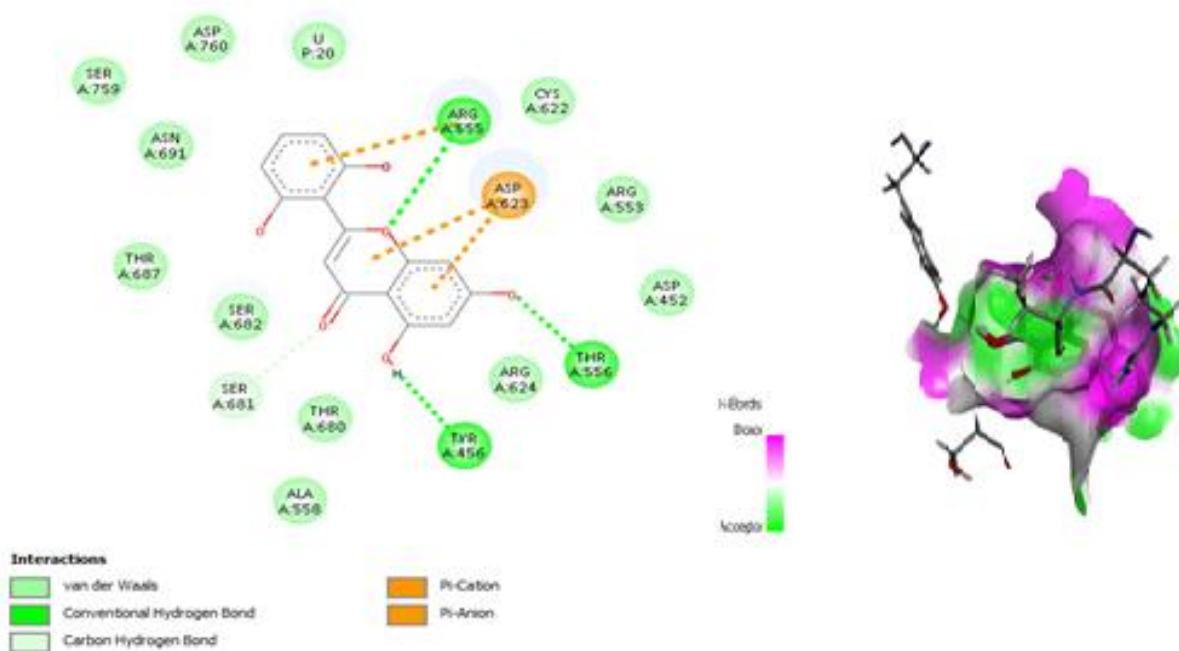 ASP
A:760
U
P:20
SER
A:759
ARG
A:555
CYS
A:622
ASN
A:691
ASP
A:623
ARG
A:553
THR
A:687
ASP
A:452
SER
A:682
THR
A:556
ARG
A:624
SER
A:681
THR
A:680
TYR
A:456
ALA
A:558
O
O
O
O
O
O
H
H-Bonds
Donor
Acceptor
Interactions
van der Waals
Conventional Hydrogen Bond
Carbon Hydrogen Bond
Pi-Cation
Pi-Anion